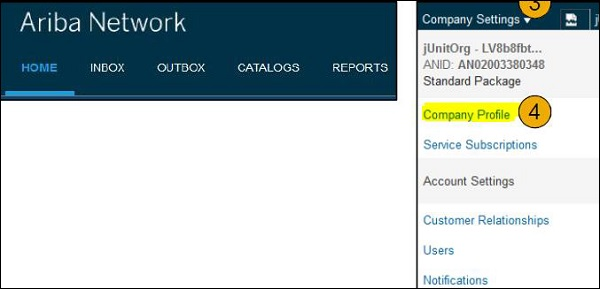 Ariba Network
HOME INBOX OUTBOX CATALOGS REPORTS
3
Company Settings ▾
jUnitOrg - LV8b8fbt...
ANID: AN02003380348
Standard Package
Company Profile 4
Service Subscriptions
Account Settings
Customer Relationships
Users
Notifications